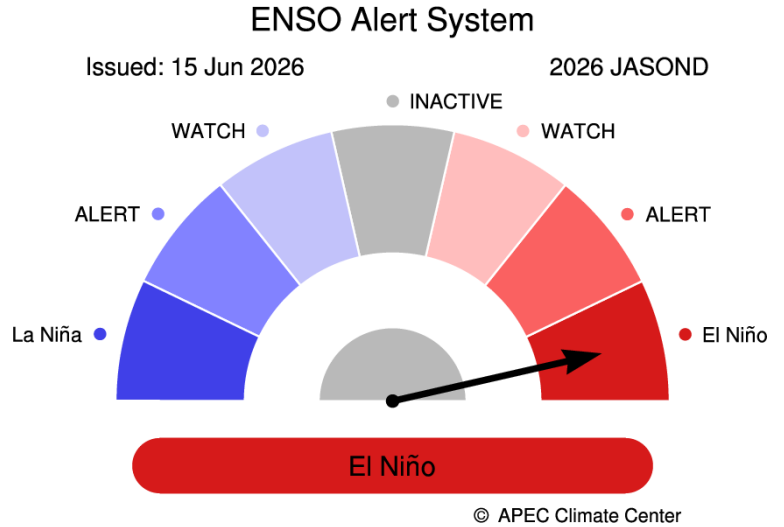 ENSO Alert System
Issued: 15 Jun 2026
2026 JASOND
INACTIVE
WATCH
WATCH
ALERT
ALERT
La Niña
El Niño
El Niño
© APEC Climate Center